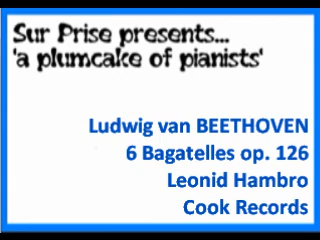 Sur Prise presents...
'a plumcake of pianists'
Ludwig van BEETHOVEN
6 Bagatelles op. 126
Leonid Hambro
Cook Records